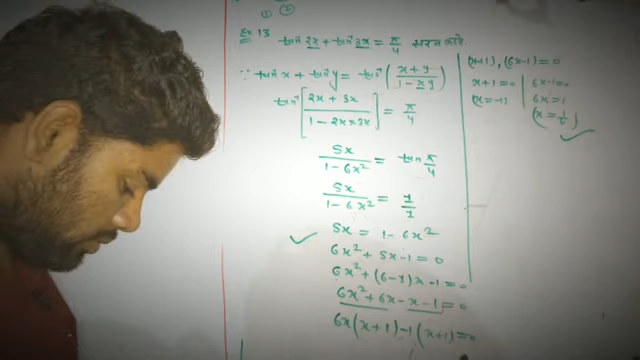 ① ②
Ex. 13 tan⁻¹ 2x + tan⁻¹ 3x = π/4 सरल करो
∵ tan⁻¹ x + tan⁻¹ y = tan⁻¹ ( x + y / 1 - xy )
tan⁻¹ [ 2x + 3x / 1 - 2x × 3x ] = π/4
5x / 1 - 6x² = tan π/4
5x / 1 - 6x² = 1/1
5x = 1 - 6x²
6x² + 5x - 1 = 0
6x² + (6-1)x - 1 = 0
6x² + 6x - x - 1 = 0
6x(x+1) - 1(x+1) = 0
(x+1), (6x-1) = 0
x + 1 = 0 6x - 1 = 0
(x = -1) 6x = 1
(x = 1/6)